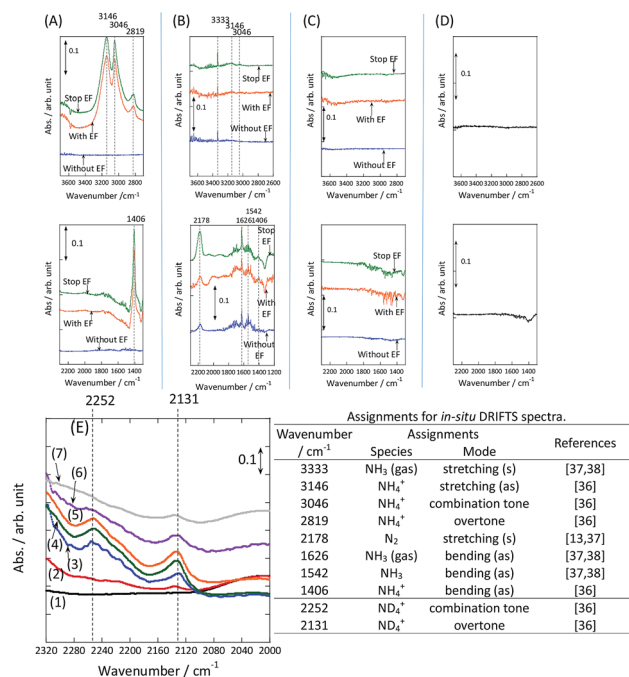 (A)
3146
3046
2819
0.1
Stop EF
With EF
Without EF
Abs. / arb. unit
3600 3400 3200 3000 2800
Wavenumber / cm⁻¹
(B)
3333
3146
3046
Stop EF
With EF
0.1
Without EF
3600 3400 3200 3000 2800 2600
Wavenumber / cm⁻¹
(C)
Stop EF
With EF
0.1
Without EF
3600 3400 3200 3000 2800
Wavenumber / cm⁻¹
(D)
0.1
3600 3400 3200 3000 2800 2600
Wavenumber / cm⁻¹
1406
0.1
Stop EF
With EF
Without EF
Abs. / arb. unit
2200 2000 1800 1600 1400
Wavenumber / cm⁻¹
2178
1542
1626 1406
Stop
EF
0.1
With
EF
Without
EF
2200 2000 1800 1600 1400 1200
Wavenumber / cm⁻¹
Stop EF
With EF
0.1
Without EF
2200 2000 1800 1600 1400
Wavenumber / cm⁻¹
0.1
2200 2000 1800 1600 1400
Wavenumber / cm⁻¹
2252
2131
(E)
0.1
(7)
(6)
(5)
(4)
(3)
(2)
(1)
Abs. / arb. unit
2320 2280 2240 2200 2160 2120 2080 2040 2000
Wavenumber / cm⁻¹
Assignments for in-situ DRIFTS spectra.
Wavenumber / cm⁻¹ Assignments References
Species Mode
3333 NH₃ (gas) stretching (s) [37,38]
3146 NH₄⁺ stretching (as) [36]
3046 NH₄⁺ combination tone [36]
2819 NH₄⁺ overtone [36]
2178 N₂ stretching (s) [13,37]
1626 NH₃ (gas) bending (as) [37,38]
1542 NH₃ bending (as) [37,38]
1406 NH₄⁺ bending (as) [36]
2252 ND₄⁺ combination tone [36]
2131 ND₄⁺ overtone [36]